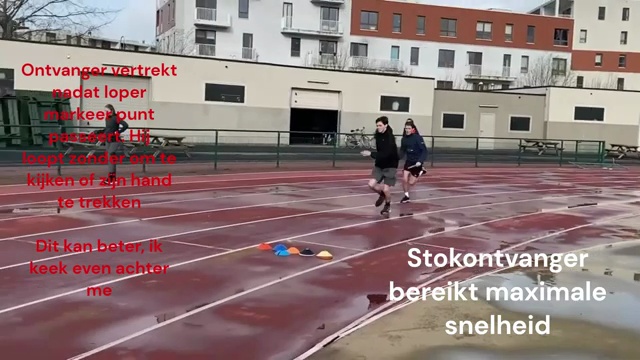 Ontvanger vertrekt
nadat loper
markeer punt
passeert. Hij
loopt zonder om te
kijken of zijn hand
te trekken
Dit kan beter, ik
keek even achter
me
Stokontvanger
bereikt maximale
snelheid